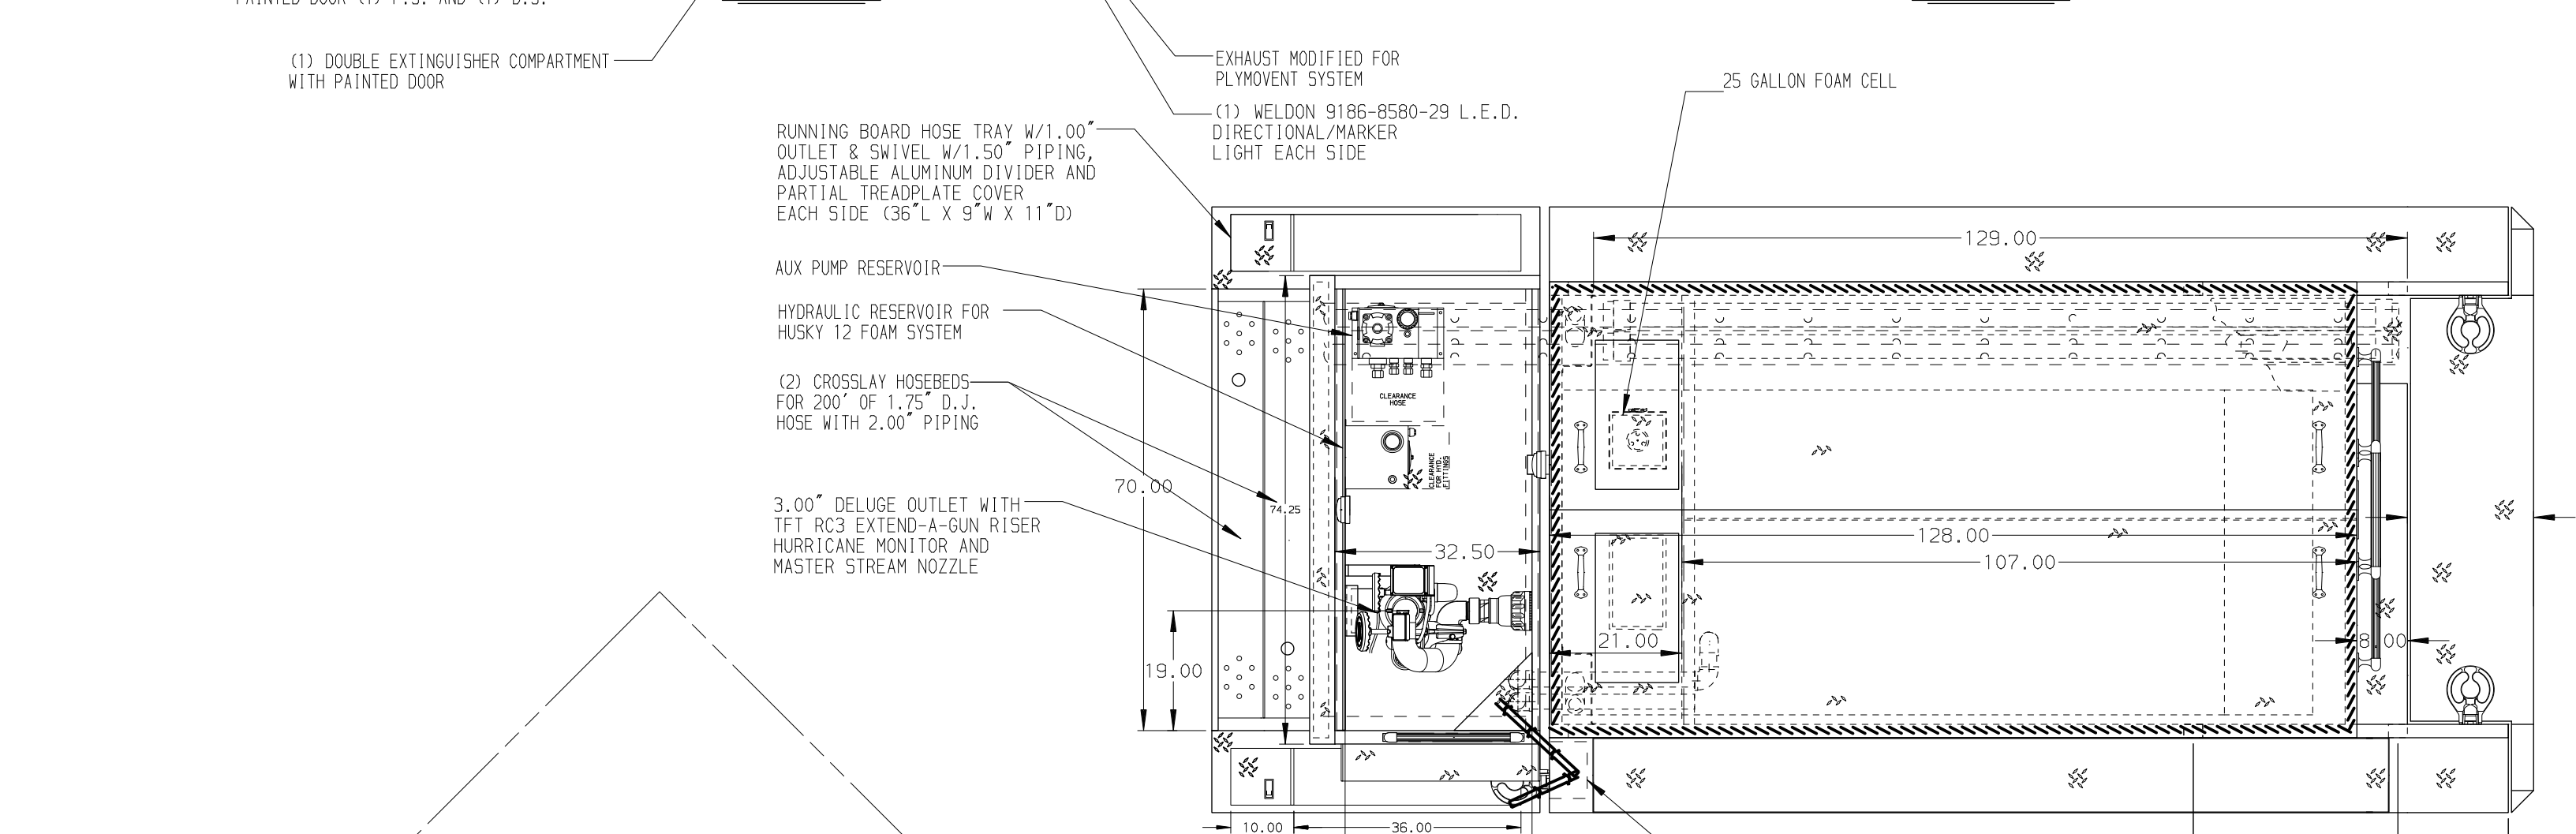 (1) DOUBLE EXTINGUISHER COMPARTMENT
WITH PAINTED DOOR
EXHAUST MODIFIED FOR
PLYMOVENT SYSTEM
(1) WELDON 9186-8580-29 L.E.D.
DIRECTIONAL/MARKER
LIGHT EACH SIDE
25 GALLON FOAM CELL
RUNNING BOARD HOSE TRAY W/1.00"
OUTLET & SWIVEL W/1.50" PIPING,
ADJUSTABLE ALUMINUM DIVIDER AND
PARTIAL TREADPLATE COVER
EACH SIDE (36"L X 9"W X 11"D)
AUX PUMP RESERVOIR
HYDRAULIC RESERVOIR FOR
HUSKY 12 FOAM SYSTEM
(2) CROSSLAY HOSEBEDS
FOR 200' OF 1.75" D.J.
HOSE WITH 2.00" PIPING
3.00" DELUGE OUTLET WITH
TFT RC3 EXTEND-A-GUN RISER
HURRICANE MONITOR AND
MASTER STREAM NOZZLE
129.00
CLEARANCE
HOSE
CLEARANCE
FOR HYD.
FITTINGS
70.00
74.25
32.50
128.00
107.00
21.00
8.00
19.00
10.00
36.00